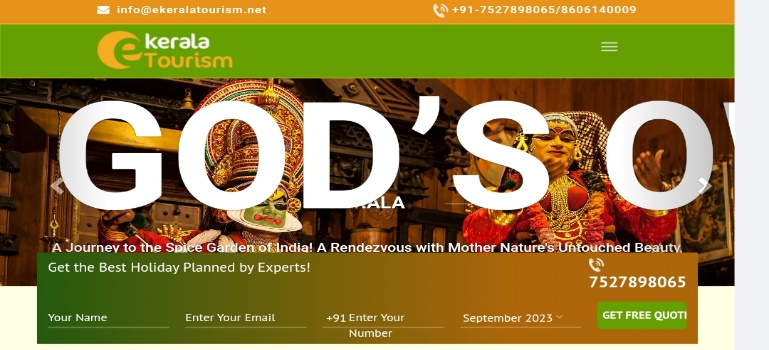 info@ekeralatourism.net
+91-7527898065/8606140009
e kerala
Tourism
GOD'S O
RALA
A Journey to the Spice Garden of India! A Rendezvous with Mother Nature's Untouched Beauty.
Get the Best Holiday Planned by Experts!
7527898065
Your Name
Enter Your Email
+91 Enter Your
Number
September 2023
GET FREE QUOT